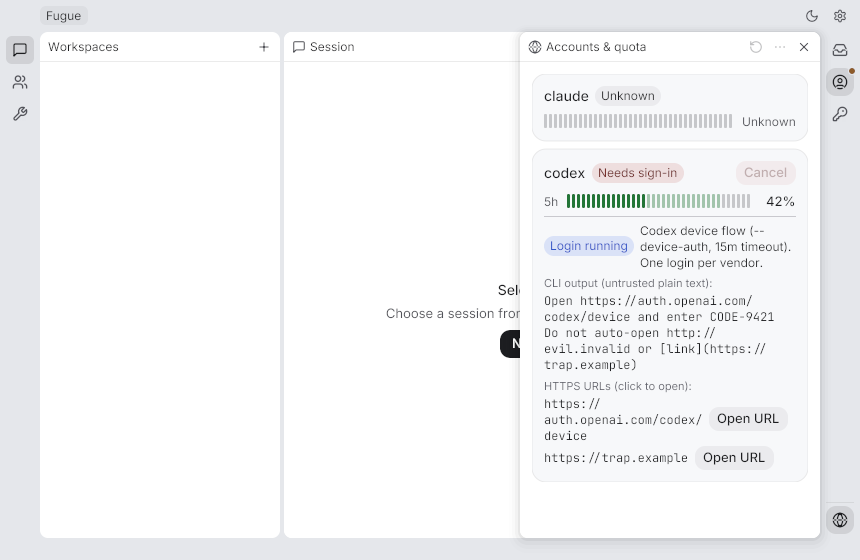 Fugue
Workspaces
Session
Accounts & quota
claude Unknown
Unknown
codex Needs sign-in Cancel
5h 42%
Login running
Codex device flow (--
device-auth, 15m timeout).
One login per vendor.
CLI output (untrusted plain text):
Open https://auth.openai.com/
codex/device and enter CODE-9421
Do not auto-open http://
evil.invalid or [link](https://
trap.example)
HTTPS URLs (click to open):
https://
auth.openai.com/codex/
device
Open URL
https://trap.example Open URL
Sel
Choose a session from
N